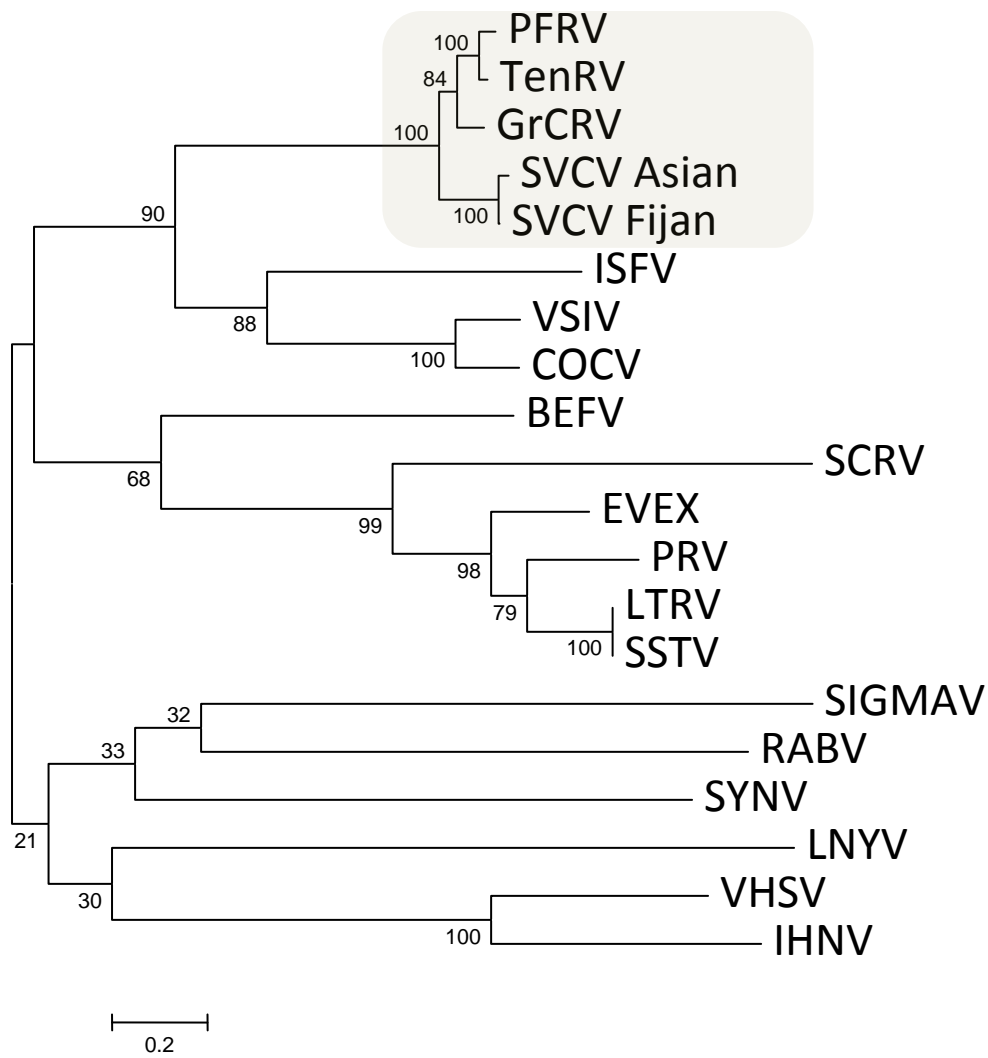 PFRV
100
TenRV
84
GrCRV
100
SVCV Asian
100
SVCV Fijan
90
ISFV
88
VSIV
100
COCV
BEFV
68
SCRV
99
EVEX
98
PRV
79
LTRV
100
SSTV
SIGMAV
32
RABV
33
SYNV
21
LNYV
30
VHSV
100
IHNV
0.2